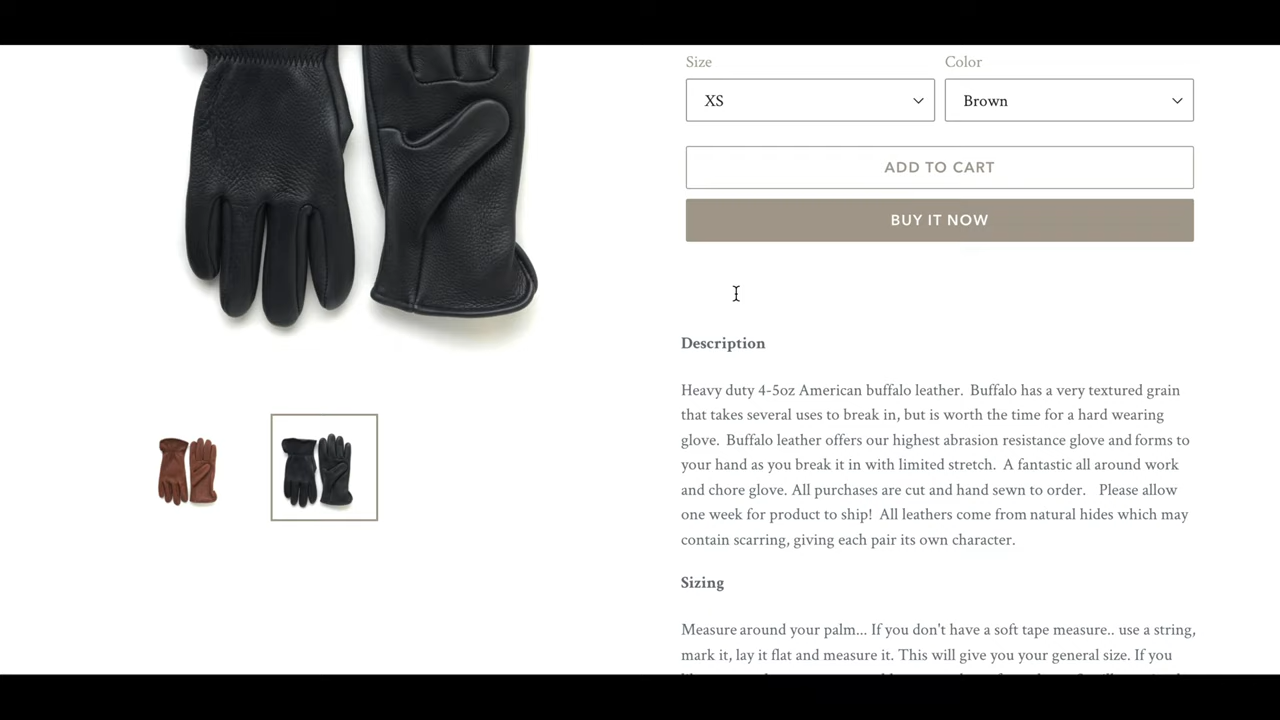 Size
Color
XS
Brown
ADD TO CART
BUY IT NOW
Description
Heavy duty 4-5oz American buffalo leather.  Buffalo has a very textured grain
that takes several uses to break in, but is worth the time for a hard wearing
glove.  Buffalo leather offers our highest abrasion resistance glove and forms to
your hand as you break it in with limited stretch.  A fantastic all around work
and chore glove. All purchases are cut and hand sewn to order.   Please allow
one week for product to ship!  All leathers come from natural hides which may
contain scarring, giving each pair its own character.
Sizing
Measure around your palm... If you don't have a soft tape measure.. use a string,
mark it, lay it flat and measure it. This will give you your general size. If you